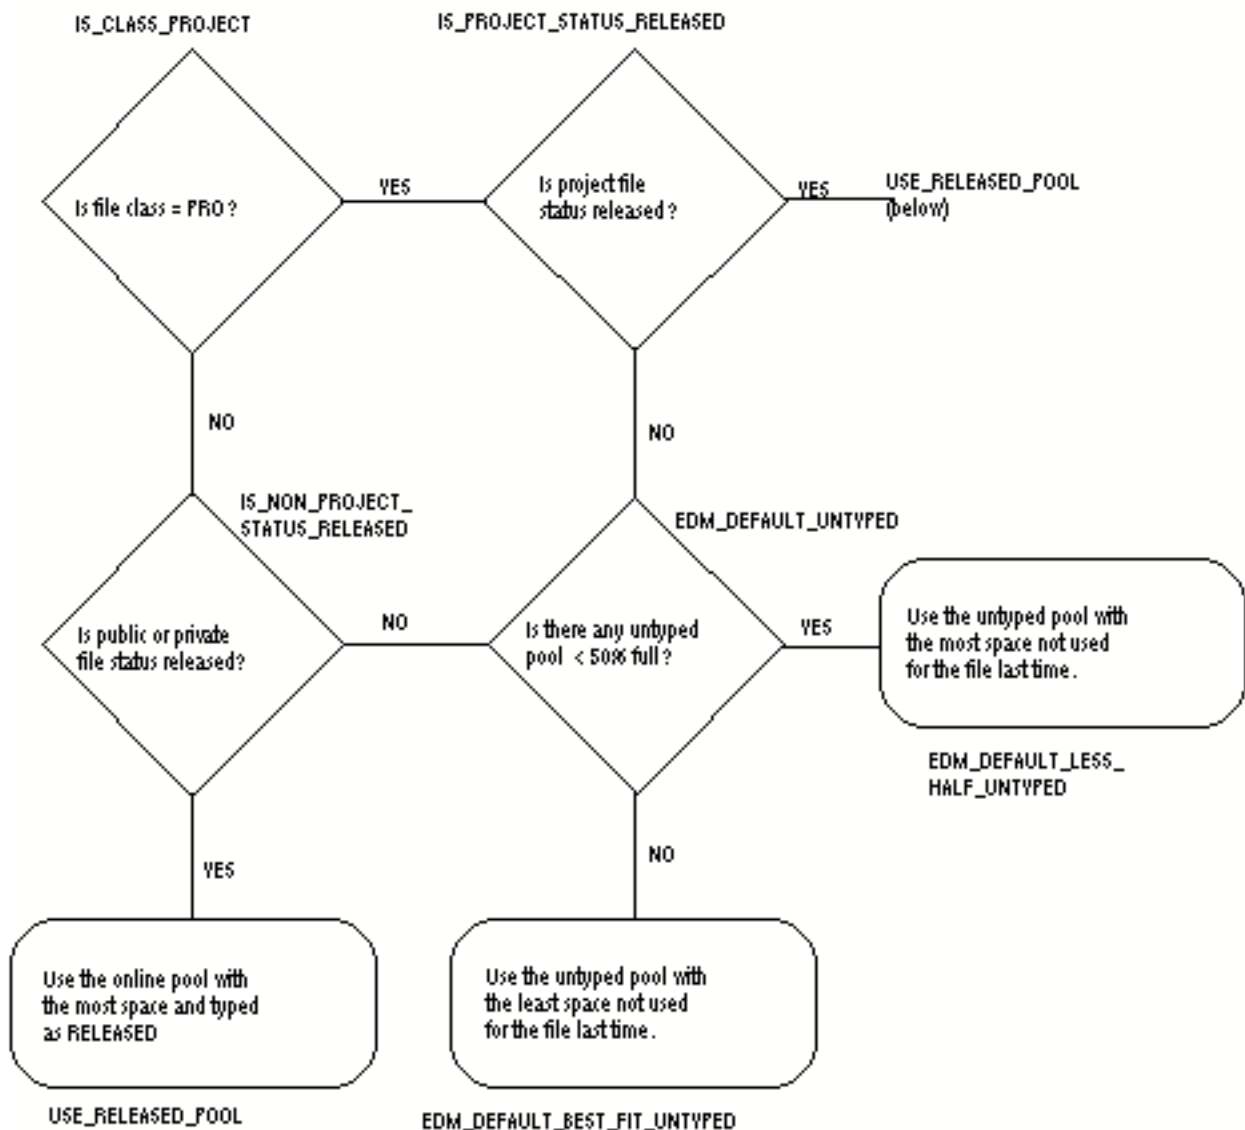 IS_CLASS_PROJECT
IS_PROJECT_STATUS_RELEASED
Is file class = PRO ?
YES
Is project file
status released ?
YES
USE_RELEASED_POOL
(below)
NO
NO
IS_NON_PROJECT_
STATUS_RELEASED
EDM_DEFAULT_UNTYPED
Is public or private
file status released?
NO
Is there any untyped
pool < 50% full ?
YES
Use the untyped pool with
the most space not used
for the file last time.
EDM_DEFAULT_LESS_
HALF_UNTYPED
YES
NO
Use the online pool with
the most space and typed
as RELEASED
Use the untyped pool with
the least space not used
for the file last time.
USE_RELEASED_POOL
EDM_DEFAULT_BEST_FIT_UNTYPED